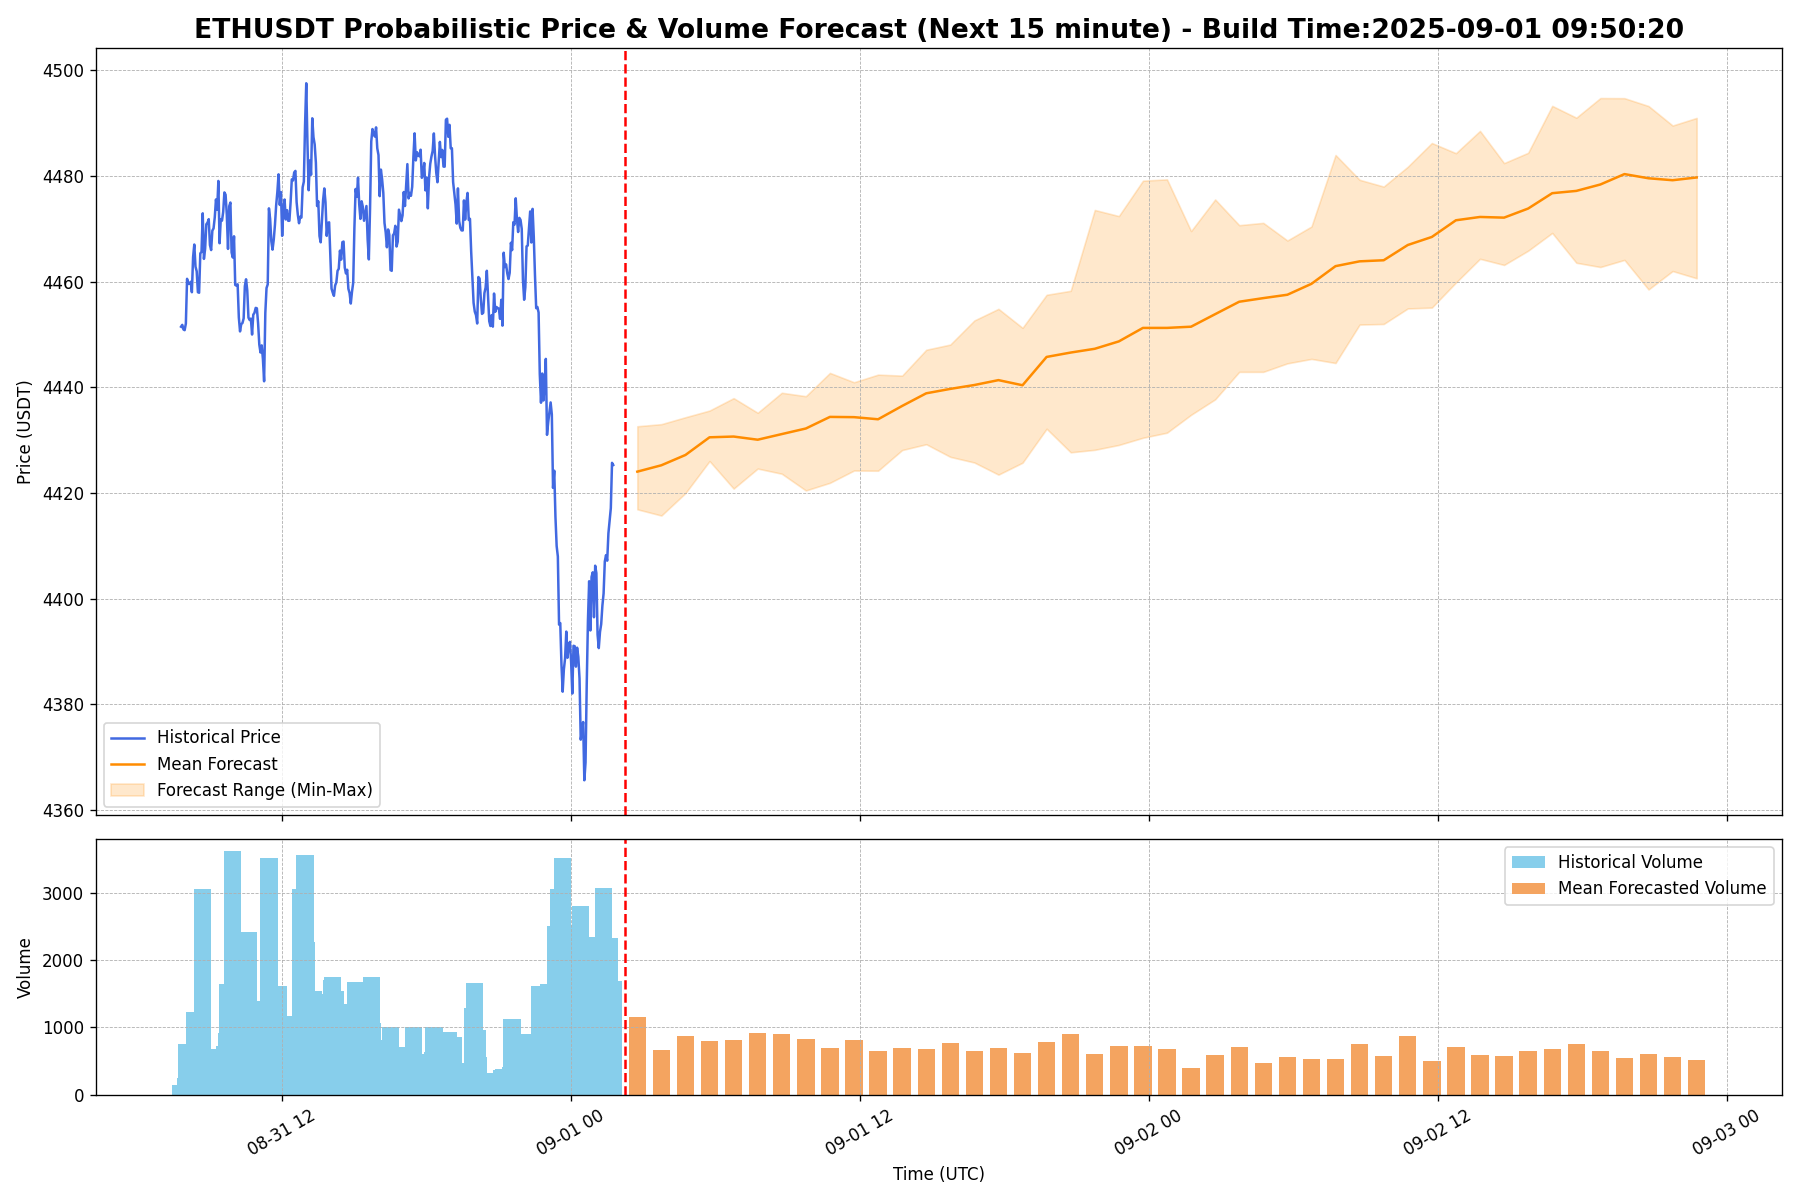 ETHUSDT Probabilistic Price & Volume Forecast (Next 15 minute) - Build Time:2025-09-01 09:50:20
4500
4480
4460
4440
4420
4400
4380
4360
Price (USDT)
Historical Price
Mean Forecast
Forecast Range (Min-Max)
3000
2000
1000
0
Volume
Historical Volume
Mean Forecasted Volume
08-31 12
09-01 00
09-01 12
09-02 00
09-02 12
09-03 00
Time (UTC)